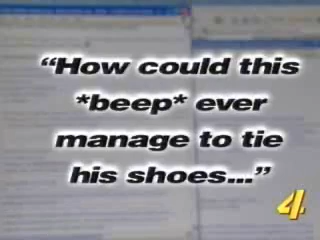 “How could this
*beep* ever
manage to tie
his shoes...”
4